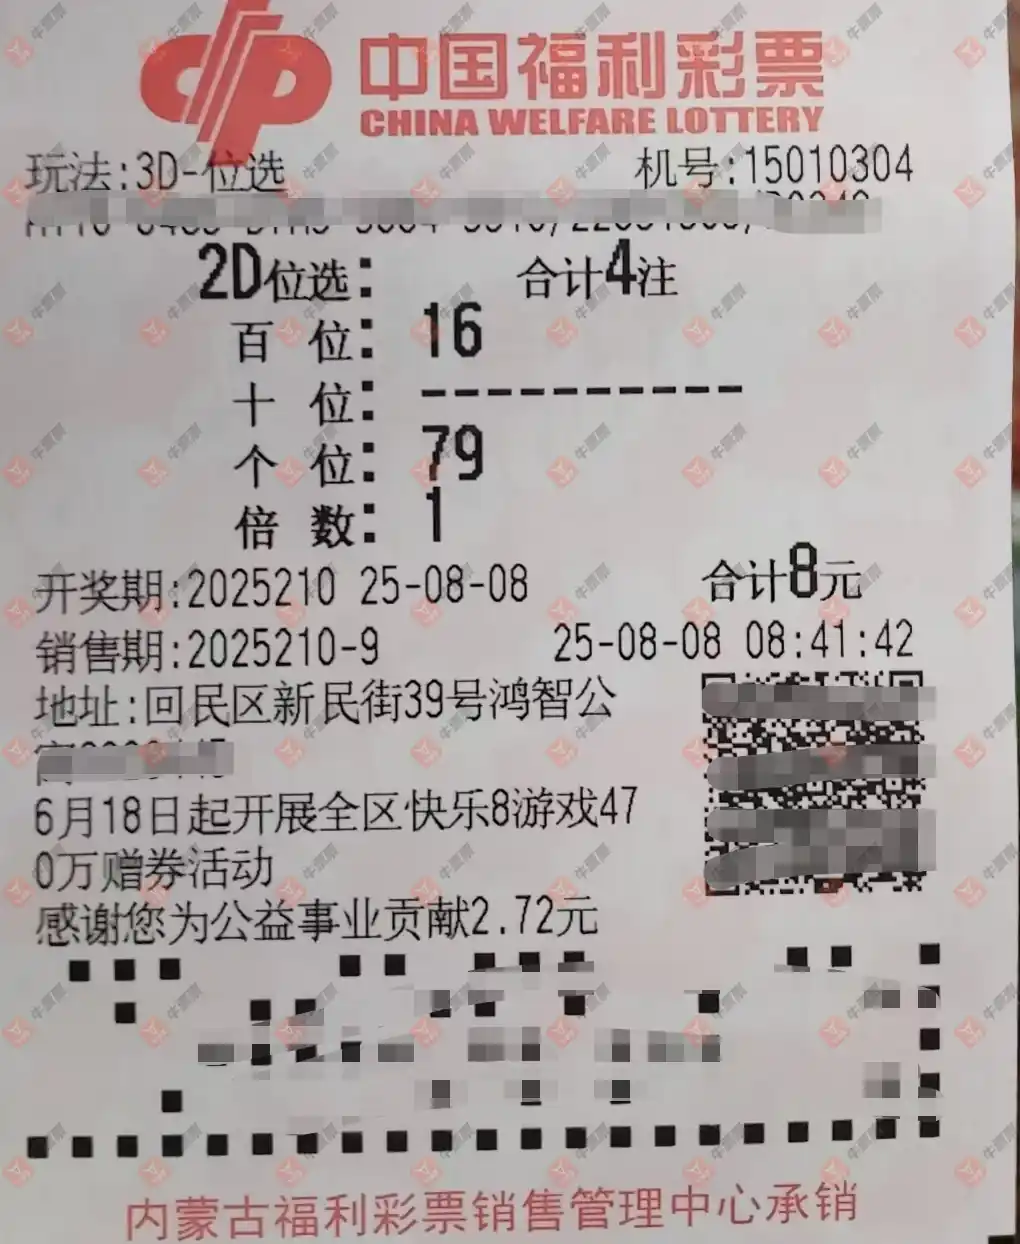 中国福利彩票
CHINA WELFARE LOTTERY
玩法:3D-位选 机号:15010304
2D位选: 合计4注
百 位: 16
十 位: ----------
个 位: 79
倍 数: 1
开奖期:2025210 25-08-08 合计8元
销售期:2025210-9 25-08-08 08:41:42
地址:回民区新民街39号鸿智公
6月18日起开展全区快乐8游戏47
0万赠券活动
感谢您为公益事业贡献2.72元
内蒙古福利彩票销售管理中心承销